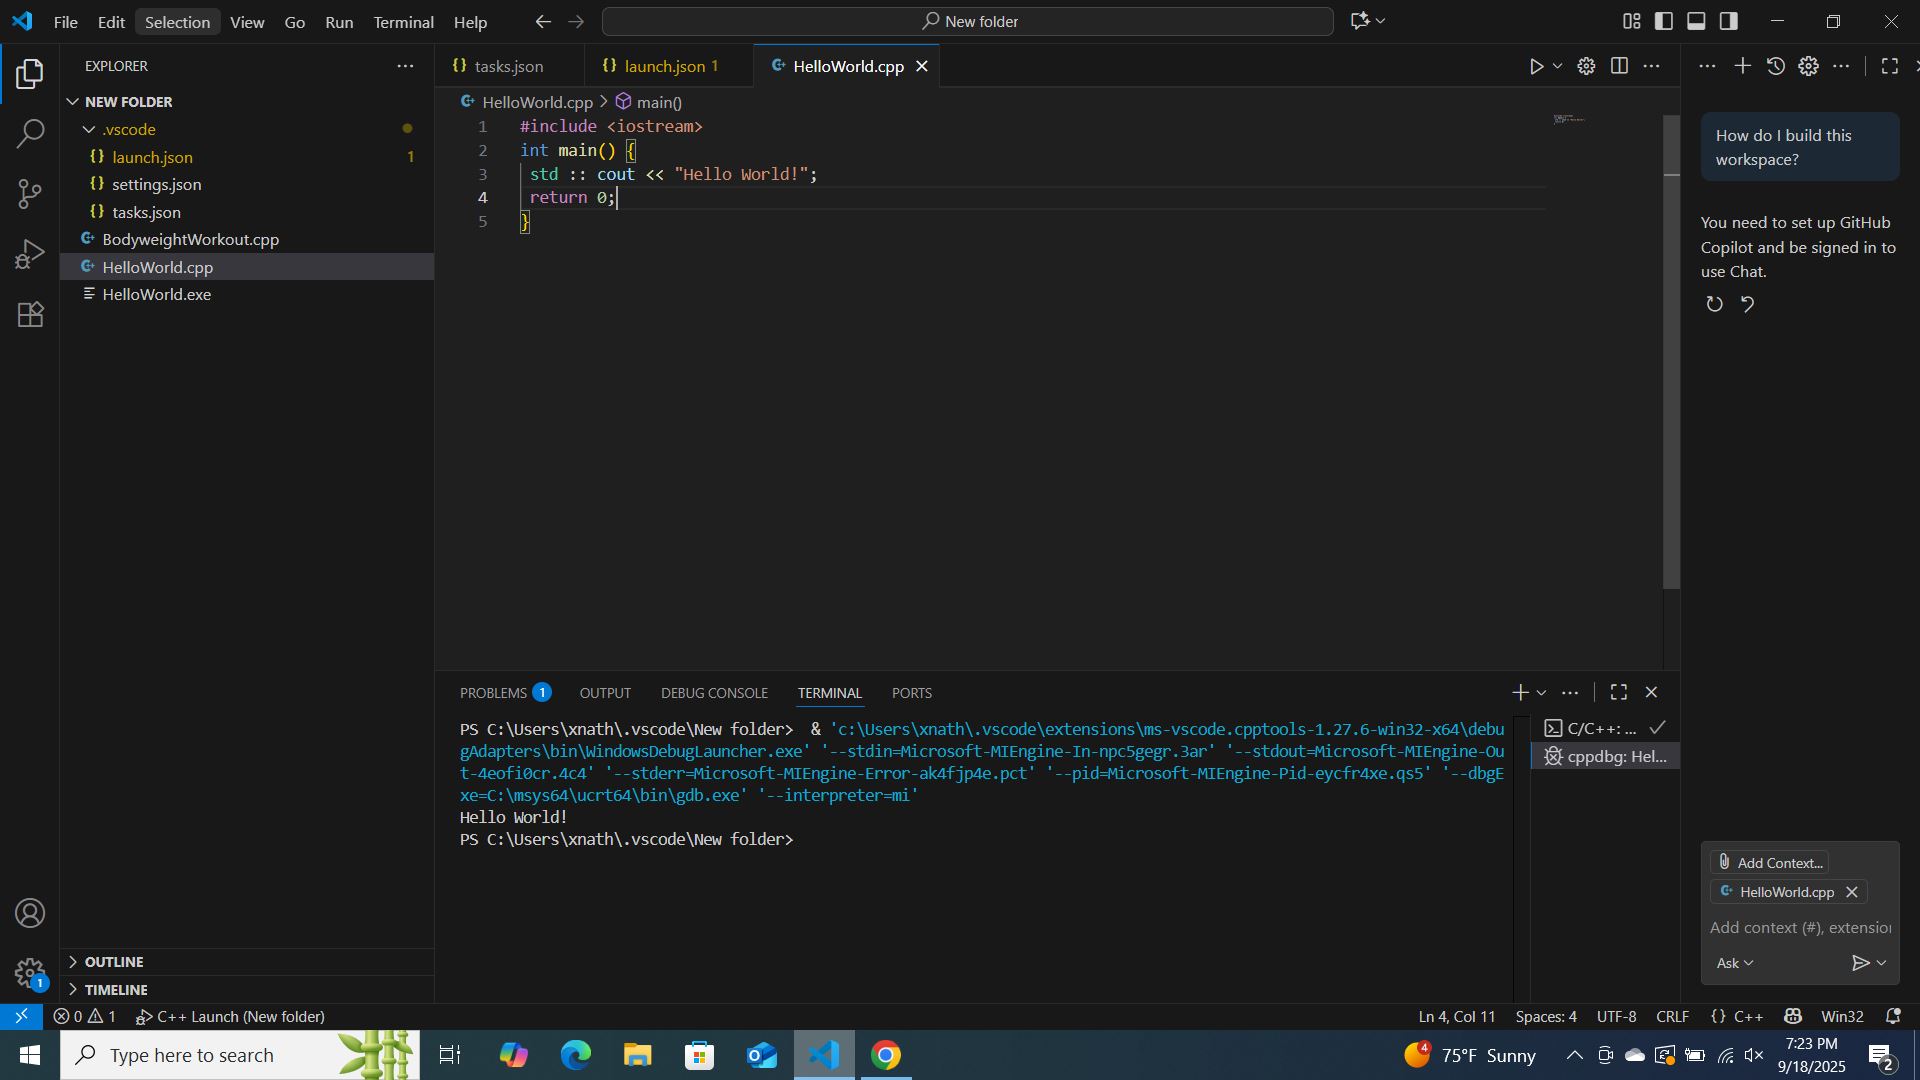 File Edit Selection View Go Run Terminal Help
New folder
EXPLORER
NEW FOLDER
.vscode
launch.json 1
settings.json
tasks.json
BodyweightWorkout.cpp
HelloWorld.cpp
HelloWorld.exe
OUTLINE
TIMELINE
tasks.json
launch.json 1
HelloWorld.cpp
HelloWorld.cpp > main()
1 #include <iostream>
2 int main() {
3 std :: cout << "Hello World!";
4 return 0;
5 }
PROBLEMS 1 OUTPUT DEBUG CONSOLE TERMINAL PORTS
PS C:\Users\xnath\.vscode\New folder>  & 'c:\Users\xnath\.vscode\extensions\ms-vscode.cpptools-1.27.6-win32-x64\debu
gAdapters\bin\WindowsDebugLauncher.exe' '--stdin=Microsoft-MIEngine-In-npc5gegr.3ar' '--stdout=Microsoft-MIEngine-Ou
t-4eofi0cr.4c4' '--stderr=Microsoft-MIEngine-Error-ak4fjp4e.pct' '--pid=Microsoft-MIEngine-Pid-eycfr4xe.qs5' '--dbgE
xe=C:\msys64\ucrt64\bin\gdb.exe' '--interpreter=mi'
Hello World!
PS C:\Users\xnath\.vscode\New folder>
C/C++: ...
cppdbg: Hel...
How do I build this
workspace?
You need to set up GitHub
Copilot and be signed in to
use Chat.
Add Context...
HelloWorld.cpp
Add context (#), extension
Ask
1
0 1 C++ Launch (New folder)
Ln 4, Col 11 Spaces: 4 UTF-8 CRLF {} C++ Win32
Type here to search
4
75°F Sunny
7:23 PM
9/18/2025
2